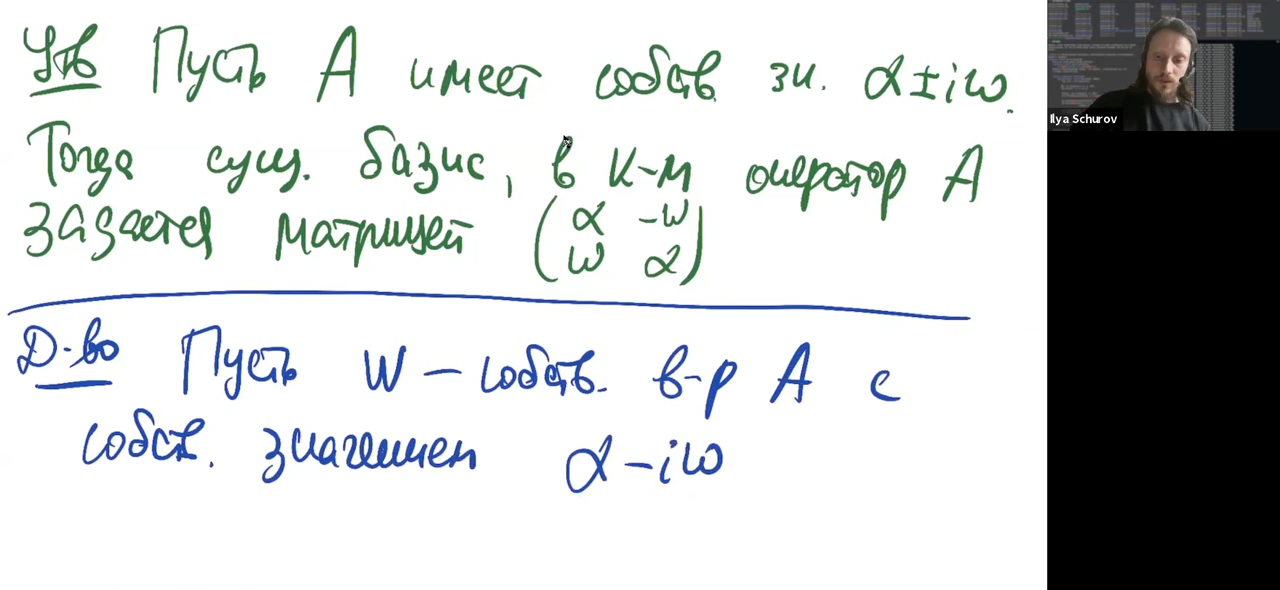 Утв Пусть A имеет собств. зн. α ± iω.
Тогда сущ. базис, в к-м оператор A
задается матрицей (α -ω
ω α)
Д-во Пусть w – собств. в-р A с
собств. значением α - iω
Ilya Schurov